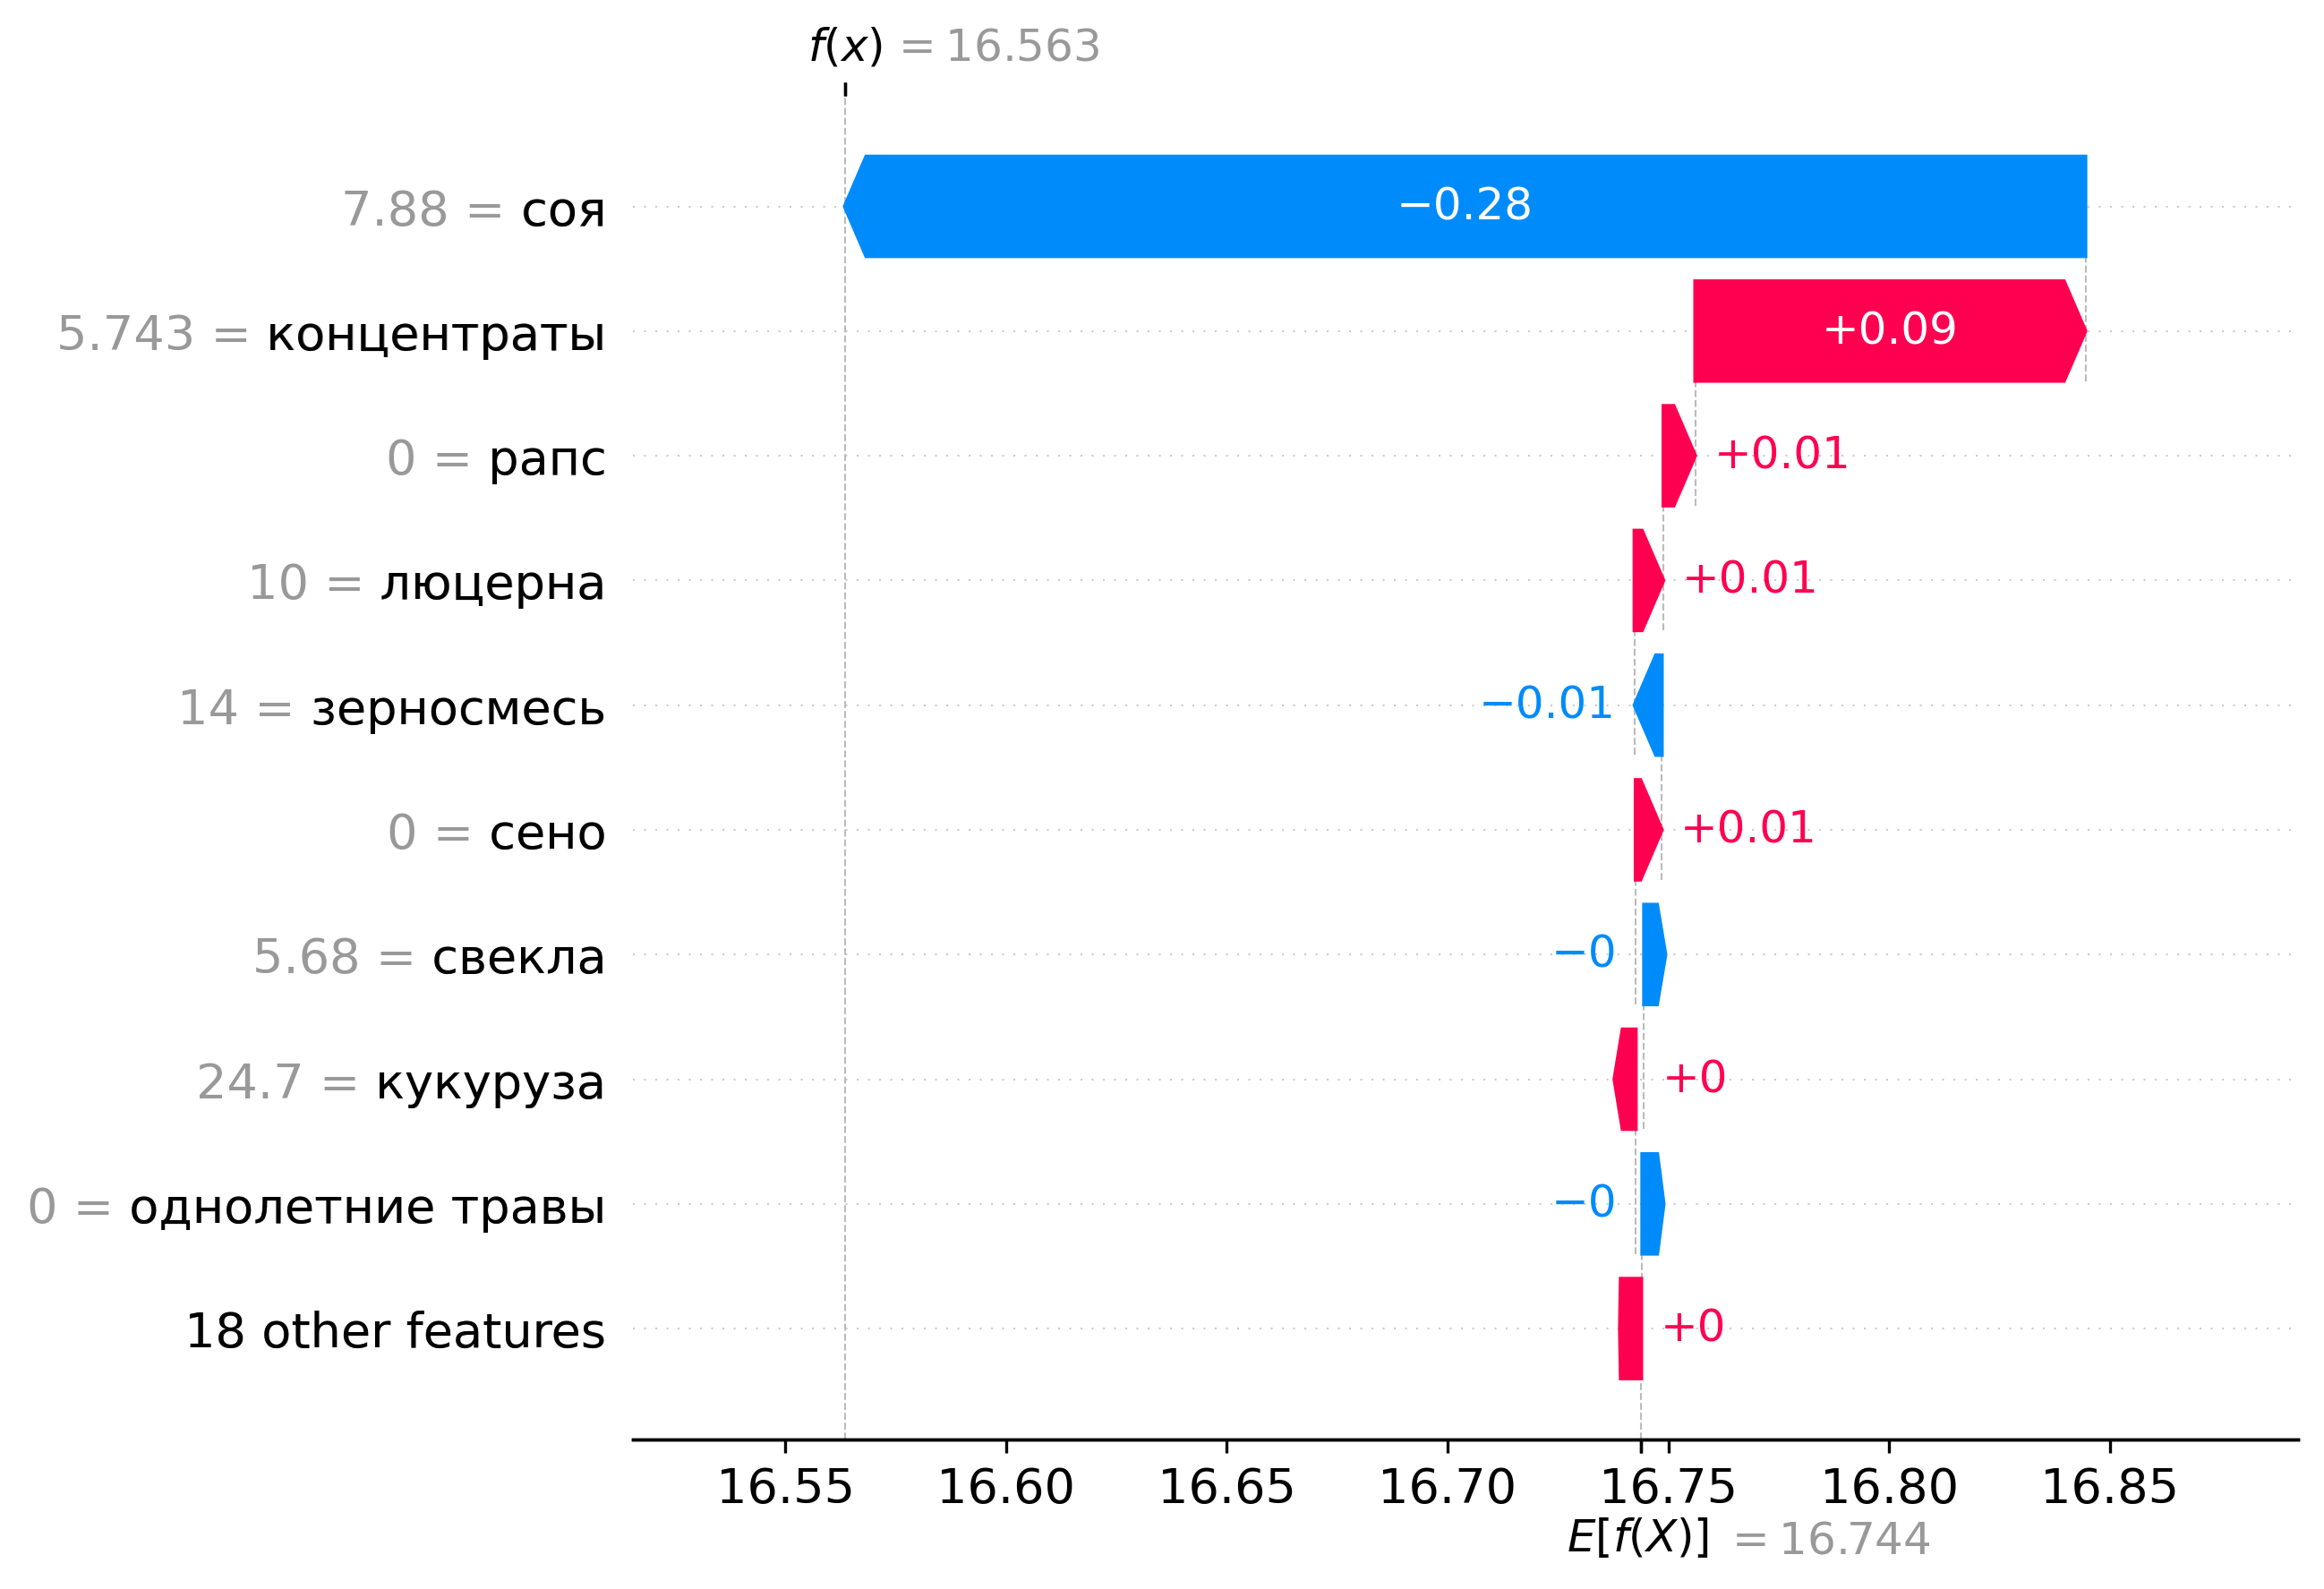 f(x) = 16.563
7.88 = соя
−0.28
5.743 = концентраты
+0.09
0 = рапс
+0.01
10 = люцерна
+0.01
14 = зерносмесь
−0.01
0 = сено
+0.01
5.68 = свекла
−0
24.7 = кукуруза
+0
0 = однолетние травы
−0
18 other features
+0
16.55 16.60 16.65 16.70 16.75 16.80 16.85
E[f(X)] = 16.744